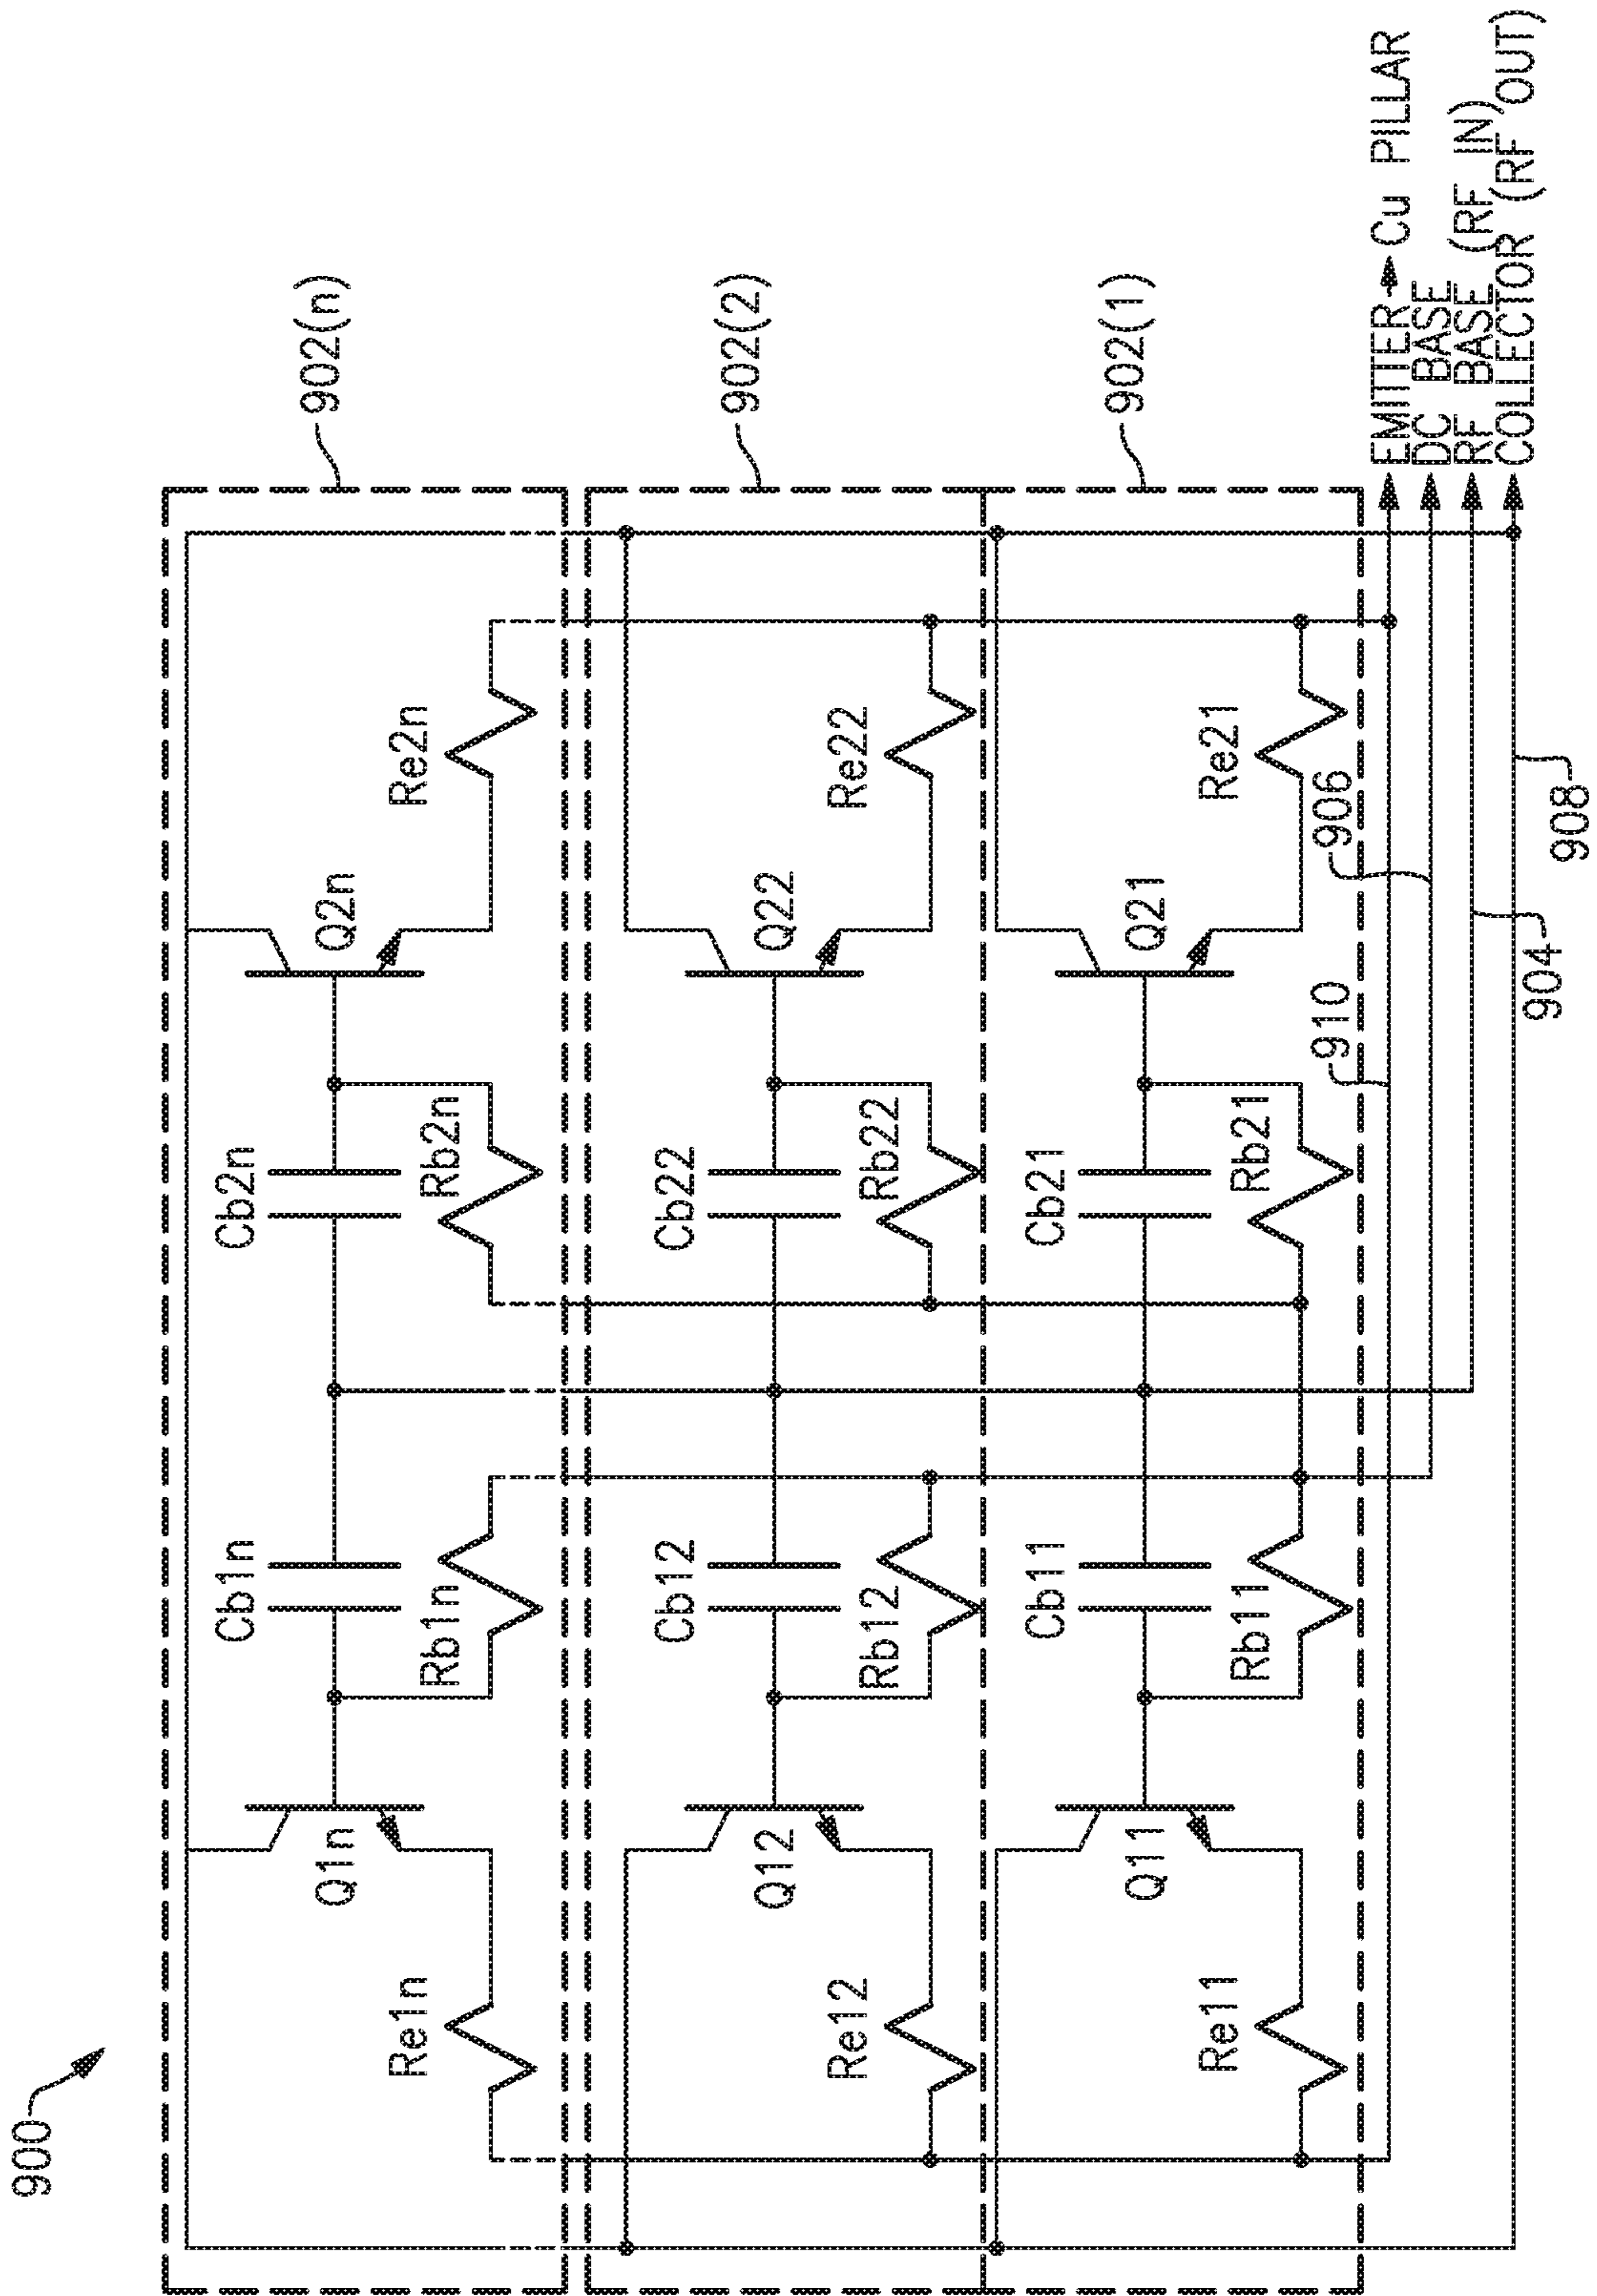 900
902(n)
Q1n
Re1n
Cb1n
Rb1n
Cb2n
Rb2n
Q2n
Re2n
902(2)
Q12
Re12
Cb12
Rb12
Cb22
Rb22
Q22
Re22
902(1)
Q11
Re11
Cb11
Rb11
Cb21
Rb21
Q21
Re21
910
906
904
908
EMITTER Cu PILLAR
DC BASE
RF BASE (RF IN)
COLLECTOR (RF OUT)